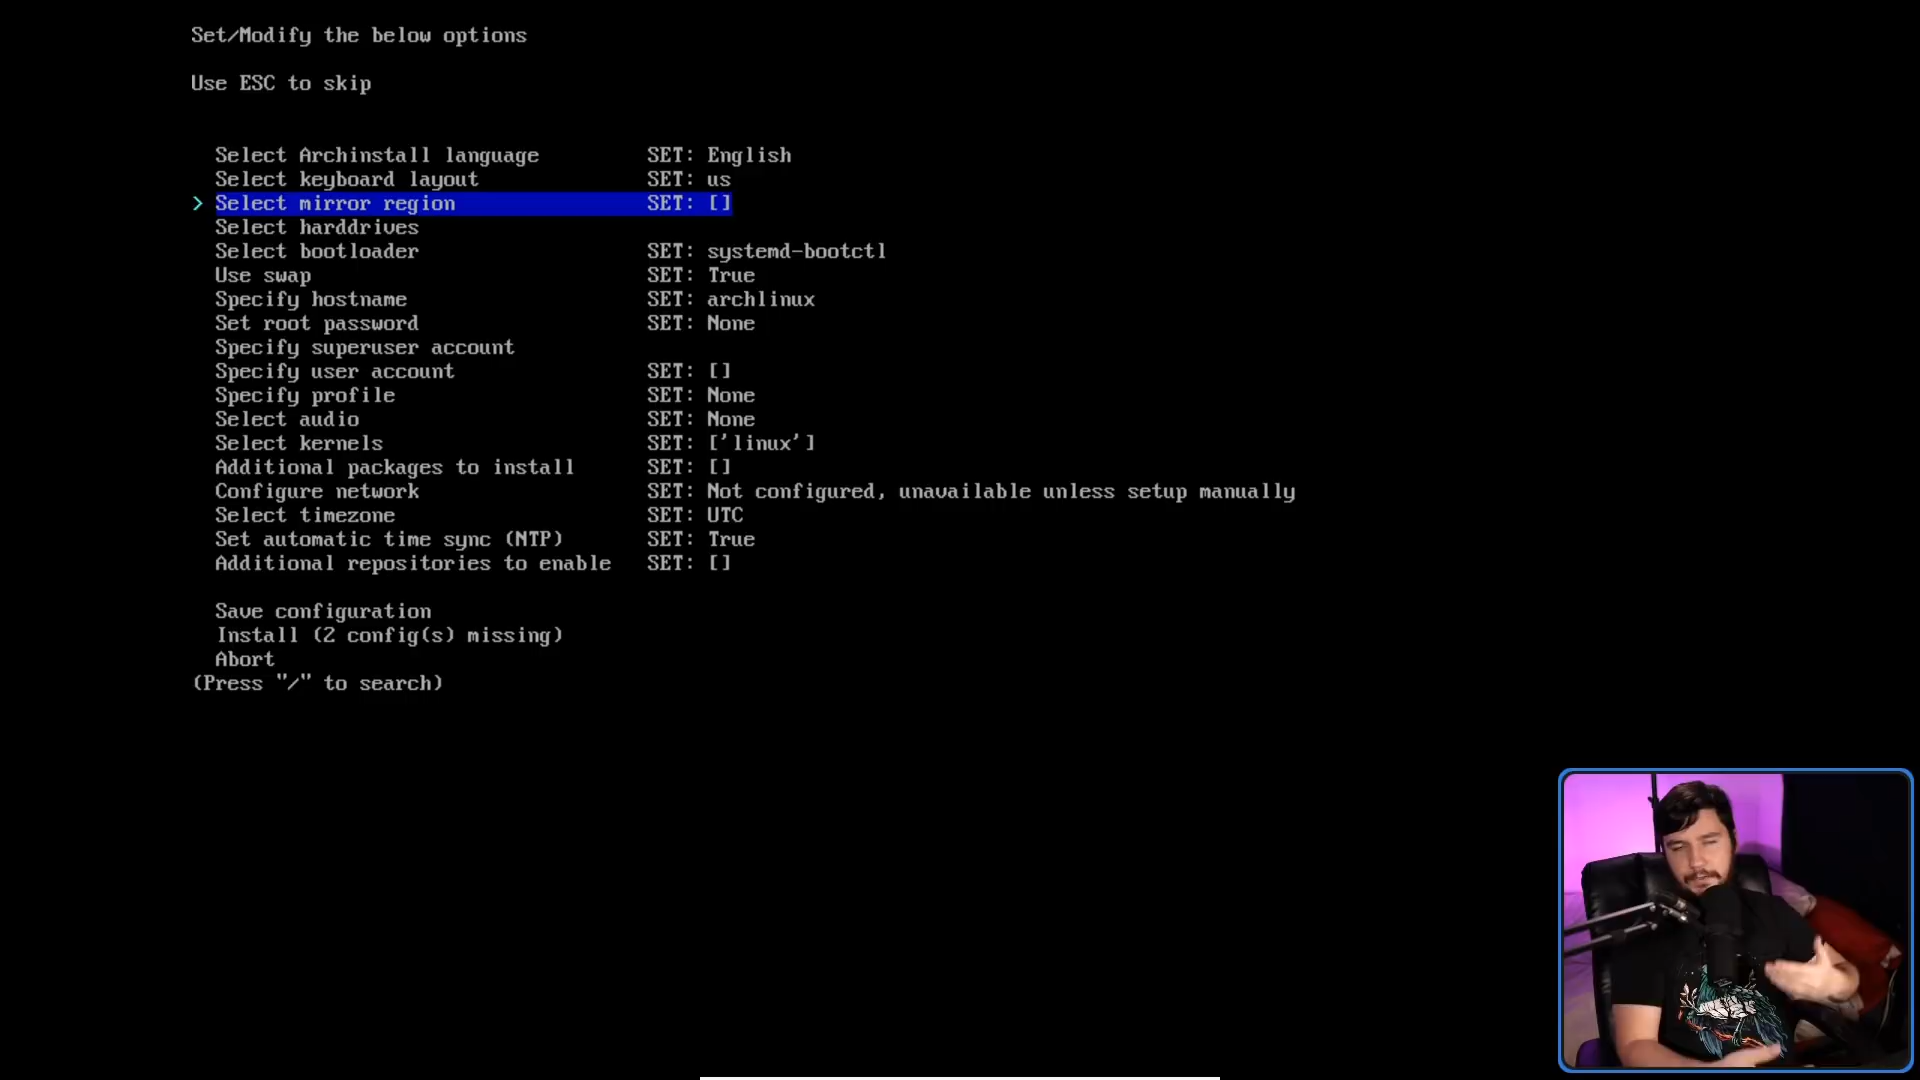 Set/Modify the below options
Use ESC to skip
Select Archinstall language SET: English
Select keyboard layout SET: us
> Select mirror region SET: []
Select harddrives
Select bootloader SET: systemd-bootctl
Use swap SET: True
Specify hostname SET: archlinux
Set root password SET: None
Specify superuser account
Specify user account SET: []
Specify profile SET: None
Select audio SET: None
Select kernels SET: ['linux']
Additional packages to install SET: []
Configure network SET: Not configured, unavailable unless setup manually
Select timezone SET: UTC
Set automatic time sync (NTP) SET: True
Additional repositories to enable SET: []
Save configuration
Install (2 config(s) missing)
Abort
(Press "/" to search)